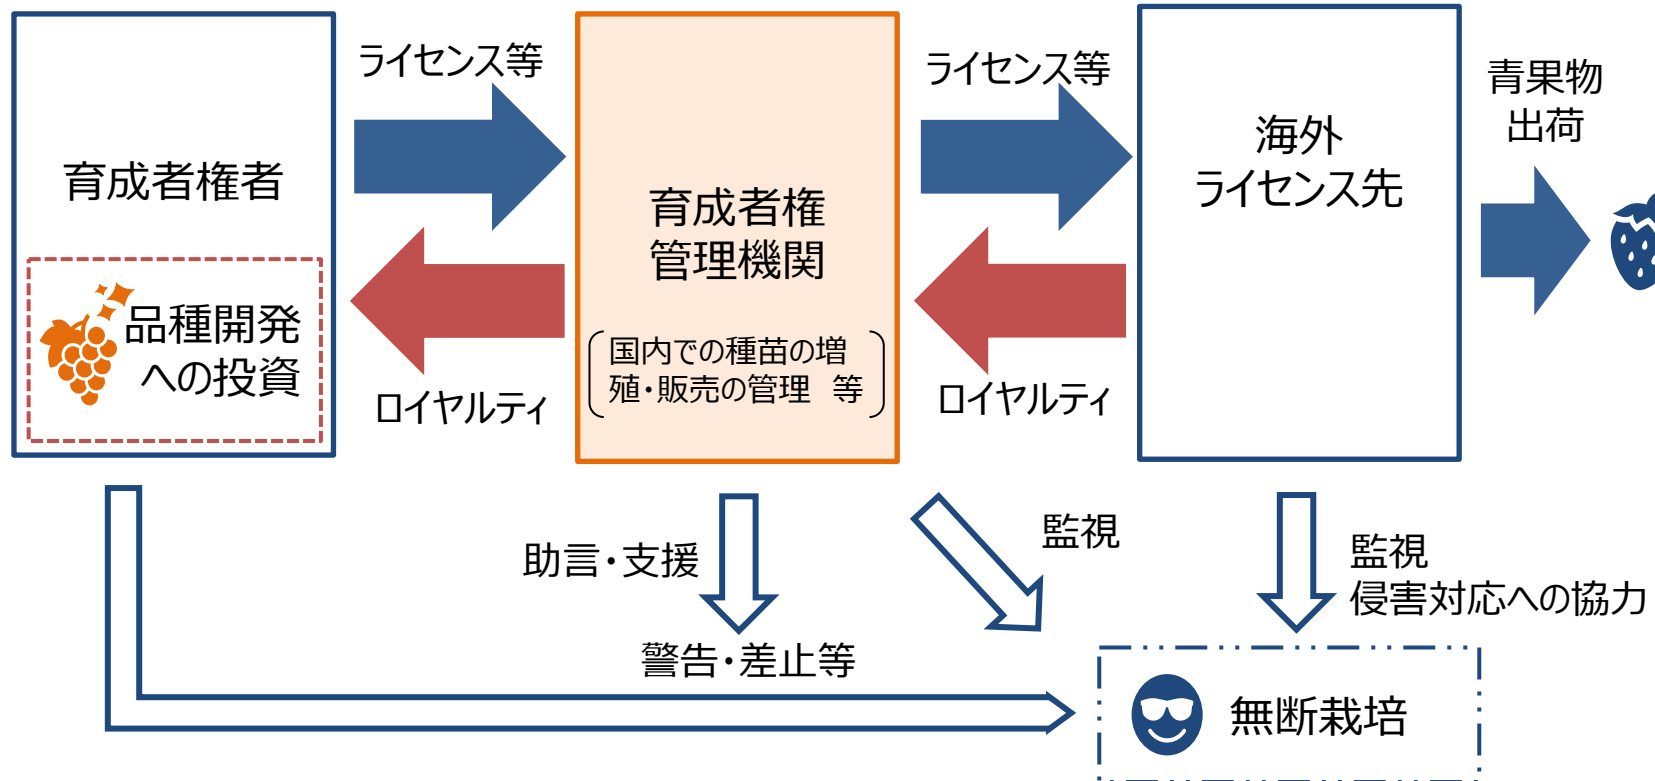 ライセンス等
ライセンス等
青果物
出荷
育成者権者
育成者権
管理機関
海外
ライセンス先
品種開発
への投資
国内での種苗の増
殖・販売の管理　等
ロイヤルティ
ロイヤルティ
助言・支援
監視
監視
侵害対応への協力
警告・差止等
無断栽培